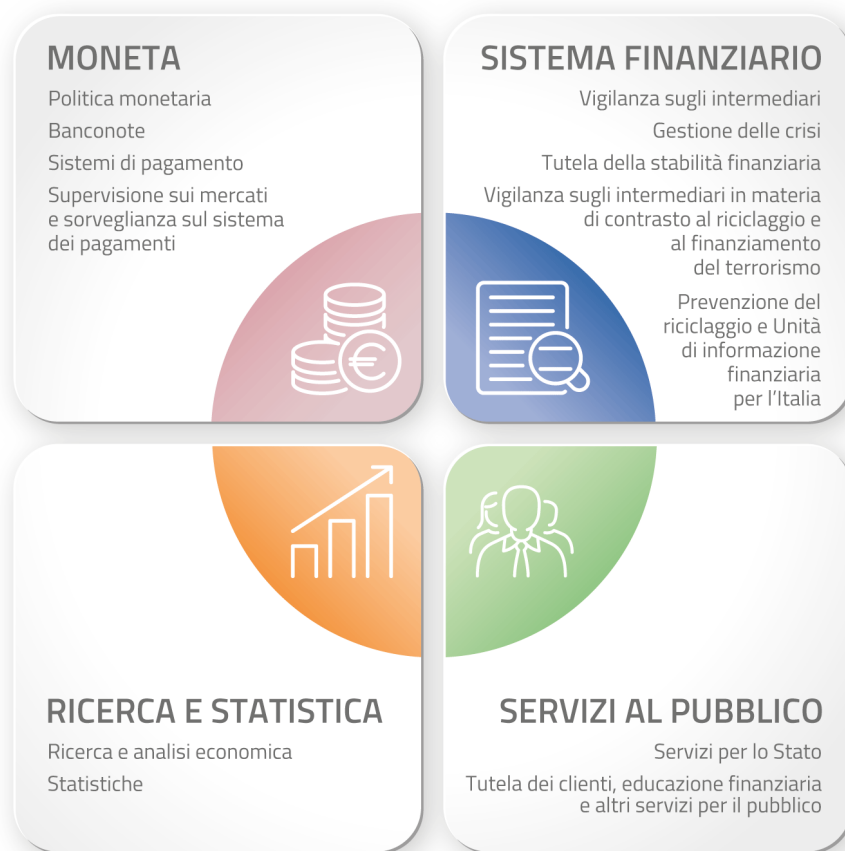 MONETA
Politica monetaria
Banconote
Sistemi di pagamento
Supervisione sui mercati
e sorveglianza sul sistema
dei pagamenti
SISTEMA FINANZIARIO
Vigilanza sugli intermediari
Gestione delle crisi
Tutela della stabilità finanziaria
Vigilanza sugli intermediari in materia
di contrasto al riciclaggio e
al finanziamento
del terrorismo
Prevenzione del
riciclaggio e Unità
di informazione
finanziaria
per l'Italia
RICERCA E STATISTICA
Ricerca e analisi economica
Statistiche
SERVIZI AL PUBBLICO
Servizi per lo Stato
Tutela dei clienti, educazione finanziaria
e altri servizi per il pubblico